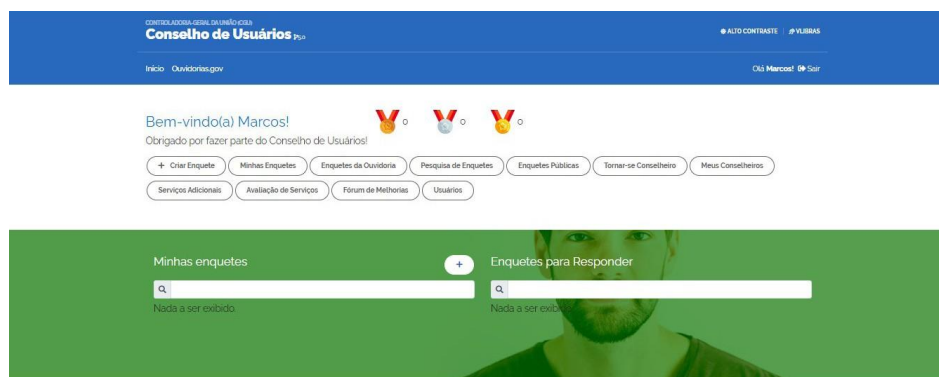 CONTROLADORIA-GERAL DA UNIÃO (CGU)
Conselho de Usuários
ALTO CONTRASTE VLIBRAS
Início Ouvidorias.gov
Olá Marcos! Sair
Bem-vindo(a) Marcos!
0 0 0
Obrigado por fazer parte do Conselho de Usuários!
+ Criar Enquete Minhas Enquetes Enquetes da Ouvidoria Pesquisa de Enquetes Enquetes Públicas Tornar-se Conselheiro Meus Conselheiros
Serviços Adicionais Avaliação de Serviços Fórum de Melhorias Usuários
Minhas enquetes + Enquetes para Responder
Nada a ser exibido. Nada a ser exibido.